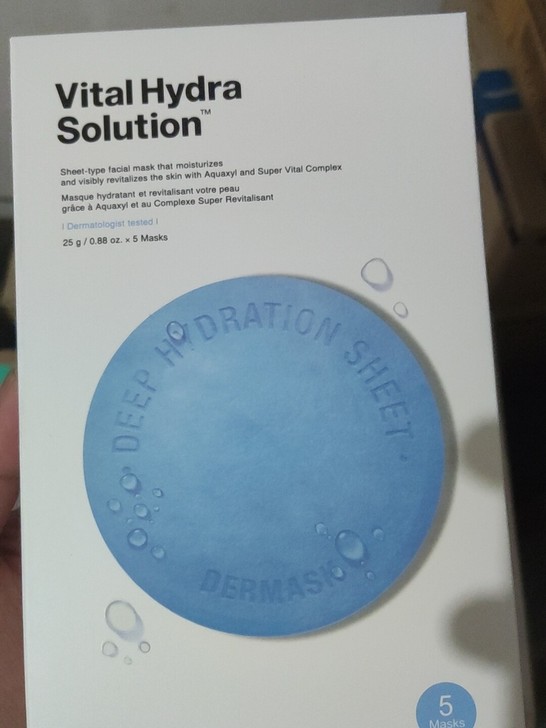 Vital Hydra
Solution™
Sheet-type facial mask that moisturizes
and visibly revitalizes the skin with Aquaxyl and Super Vital Complex
Masque hydratant et revitalisant votre peau
grâce à Aquaxyl et au Complexe Super Revitalisant
| Dermatologist tested |
25 g / 0.88 oz. × 5 Masks
DEEP HYDRATION SHEET
DERMASK
5
Masks